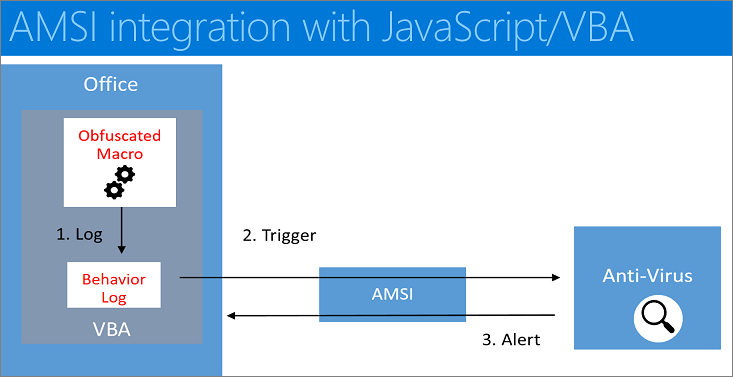 AMSI integration with JavaScript/VBA
Office
Obfuscated
Macro
1. Log
2. Trigger
Behavior
Log
VBA
AMSI
Anti-Virus
3. Alert